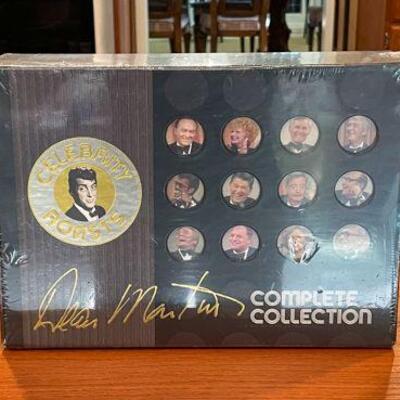 CELEBRITY
ROASTS
Dean Martin
COMPLETE
COLLECTION